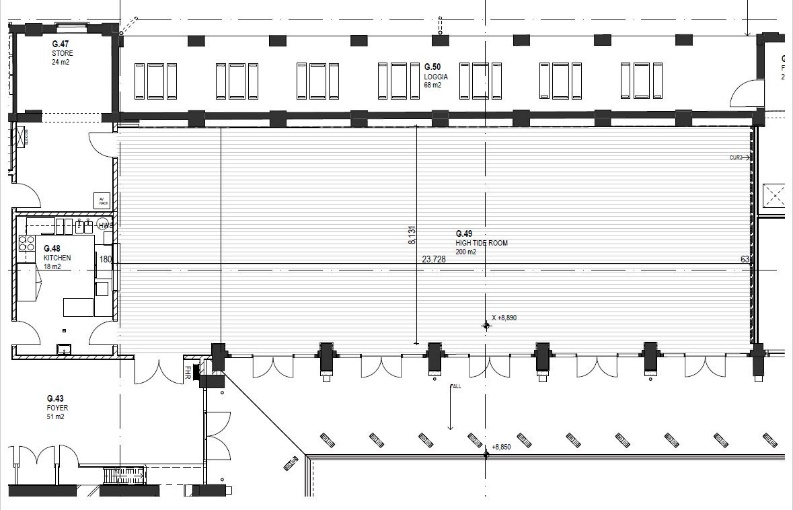 G.47
STORE
24 m2
G.50
LOGGIA
68 m2
G.49
HIGH TIDE ROOM
200 m2
8.131
G.48
KITCHEN
18 m2
180
23.728
63
X +8,890
FHR
G.43
FOYER
51 m2
+8,850